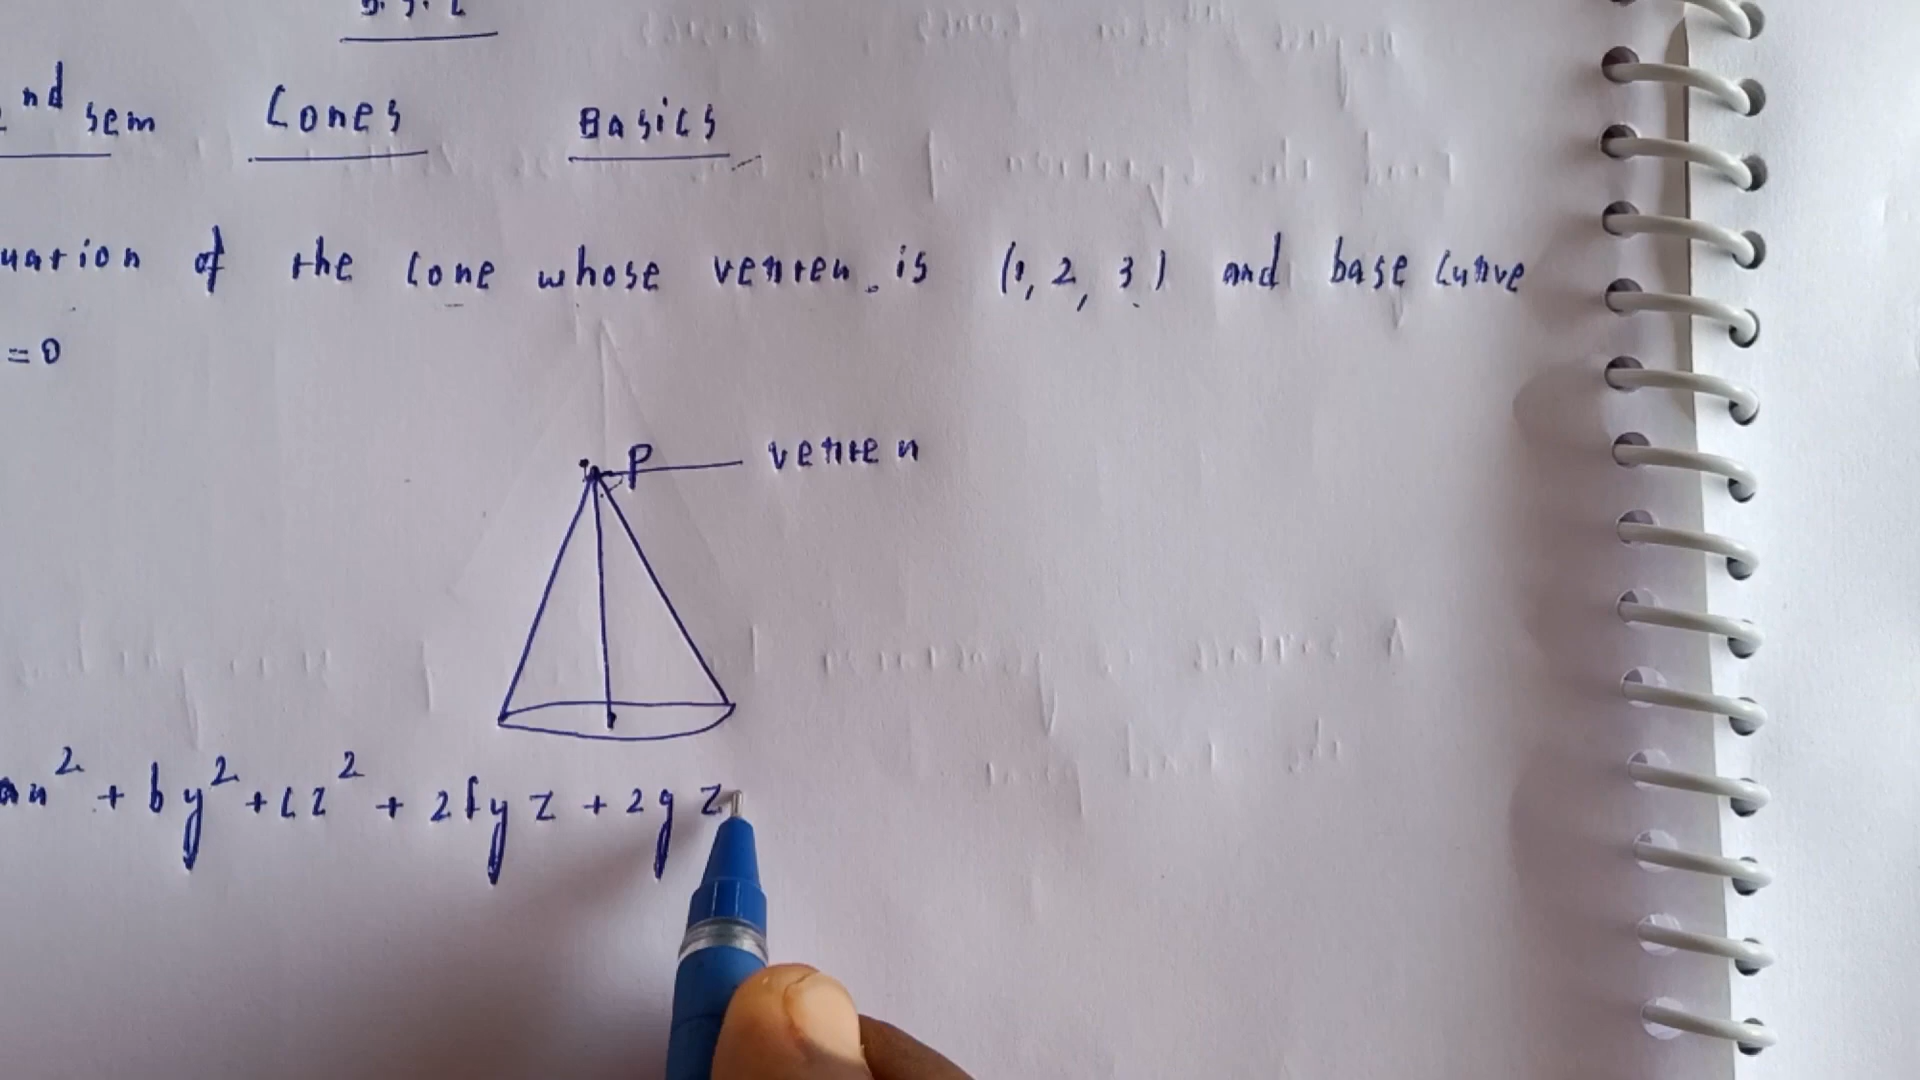 nd sem Cones Basics
of the cone whose vertex is (1, 2, 3) and base curve
= 0
P vertex
ax² + by² + cz² + 2fyz + 2gz